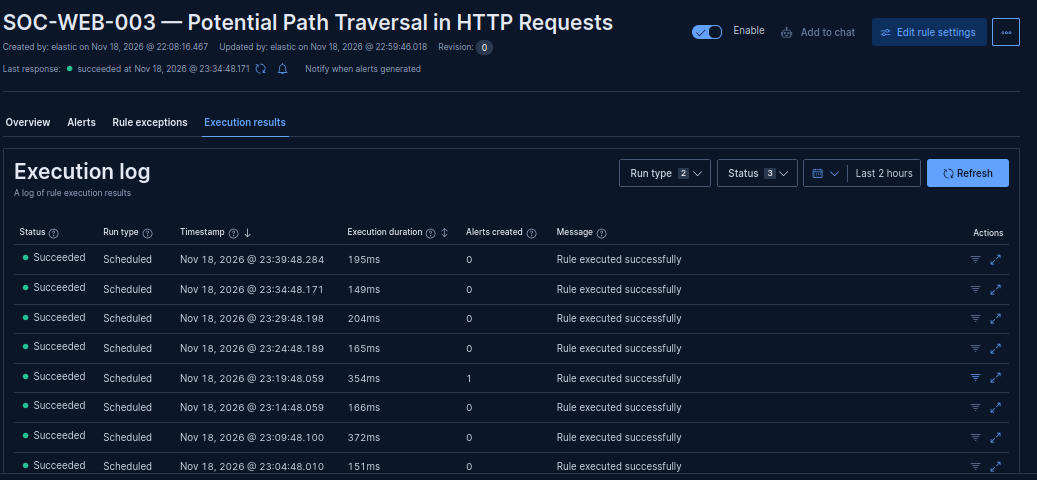 SOC-WEB-003 — Potential Path Traversal in HTTP Requests
Enable
Add to chat
Edit rule settings
Created by: elastic on Nov 18, 2026 @ 22:08:16.467 Updated by: elastic on Nov 18, 2026 @ 22:59:46.018 Revision: 0
Last response: succeeded at Nov 18, 2026 @ 23:34:48.171 Notify when alerts generated
Overview Alerts Rule exceptions Execution results
Execution log
A log of rule execution results
Run type 2 Status 3 Last 2 hours Refresh
Status Run type Timestamp Execution duration Alerts created Message Actions
Succeeded Scheduled Nov 18, 2026 @ 23:39:48.284 195ms 0 Rule executed successfully
Succeeded Scheduled Nov 18, 2026 @ 23:34:48.171 149ms 0 Rule executed successfully
Succeeded Scheduled Nov 18, 2026 @ 23:29:48.198 204ms 0 Rule executed successfully
Succeeded Scheduled Nov 18, 2026 @ 23:24:48.189 165ms 0 Rule executed successfully
Succeeded Scheduled Nov 18, 2026 @ 23:19:48.059 354ms 1 Rule executed successfully
Succeeded Scheduled Nov 18, 2026 @ 23:14:48.059 166ms 0 Rule executed successfully
Succeeded Scheduled Nov 18, 2026 @ 23:09:48.100 372ms 0 Rule executed successfully
Succeeded Scheduled Nov 18, 2026 @ 23:04:48.010 151ms 0 Rule executed successfully